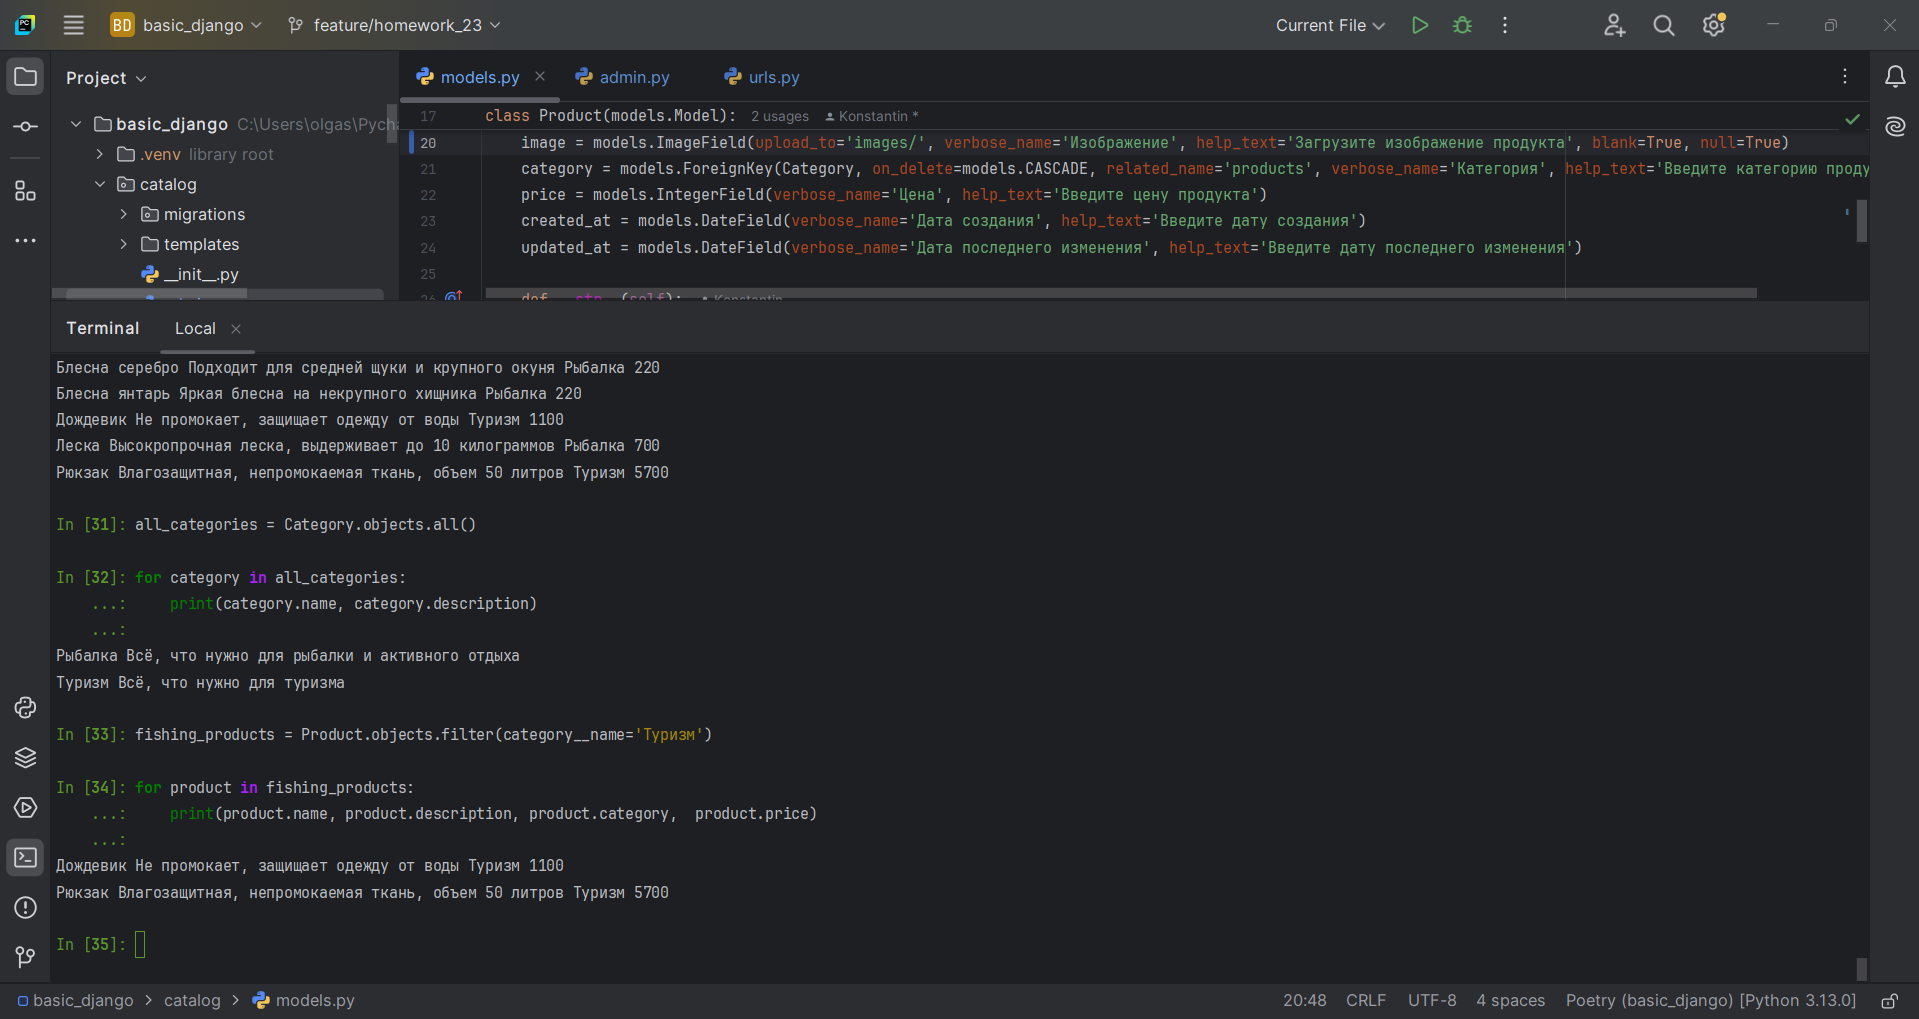 PC
BD basic_django feature/homework_23 Current File
Project
models.py admin.py urls.py
basic_django C:\Users\olgas\Pych
.venv library root
catalog
migrations
templates
__init__.py
17 class Product(models.Model): 2 usages Konstantin *
20 image = models.ImageField(upload_to='images/', verbose_name='Изображение', help_text='Загрузите изображение продукта', blank=True, null=True)
21 category = models.ForeignKey(Category, on_delete=models.CASCADE, related_name='products', verbose_name='Категория', help_text='Введите категорию проду
22 price = models.IntegerField(verbose_name='Цена', help_text='Введите цену продукта')
23 created_at = models.DateField(verbose_name='Дата создания', help_text='Введите дату создания')
24 updated_at = models.DateField(verbose_name='Дата последнего изменения', help_text='Введите дату последнего изменения')
25
26 def __str__(self): Konstantin
Terminal Local
Блесна серебро Подходит для средней щуки и крупного окуня Рыбалка 220
Блесна янтарь Яркая блесна на некрупного хищника Рыбалка 220
Дождевик Не промокает, защищает одежду от воды Туризм 1100
Леска Высокопрочная леска, выдерживает до 10 килограммов Рыбалка 700
Рюкзак Влагозащитная, непромокаемая ткань, объем 50 литров Туризм 5700
In [31]: all_categories = Category.objects.all()
In [32]: for category in all_categories:
...: print(category.name, category.description)
...:
Рыбалка Всё, что нужно для рыбалки и активного отдыха
Туризм Всё, что нужно для туризма
In [33]: fishing_products = Product.objects.filter(category__name='Туризм')
In [34]: for product in fishing_products:
...: print(product.name, product.description, product.category,  product.price)
...:
Дождевик Не промокает, защищает одежду от воды Туризм 1100
Рюкзак Влагозащитная, непромокаемая ткань, объем 50 литров Туризм 5700
In [35]:
basic_django > catalog > models.py 20:48 CRLF UTF-8 4 spaces Poetry (basic_django) [Python 3.13.0]